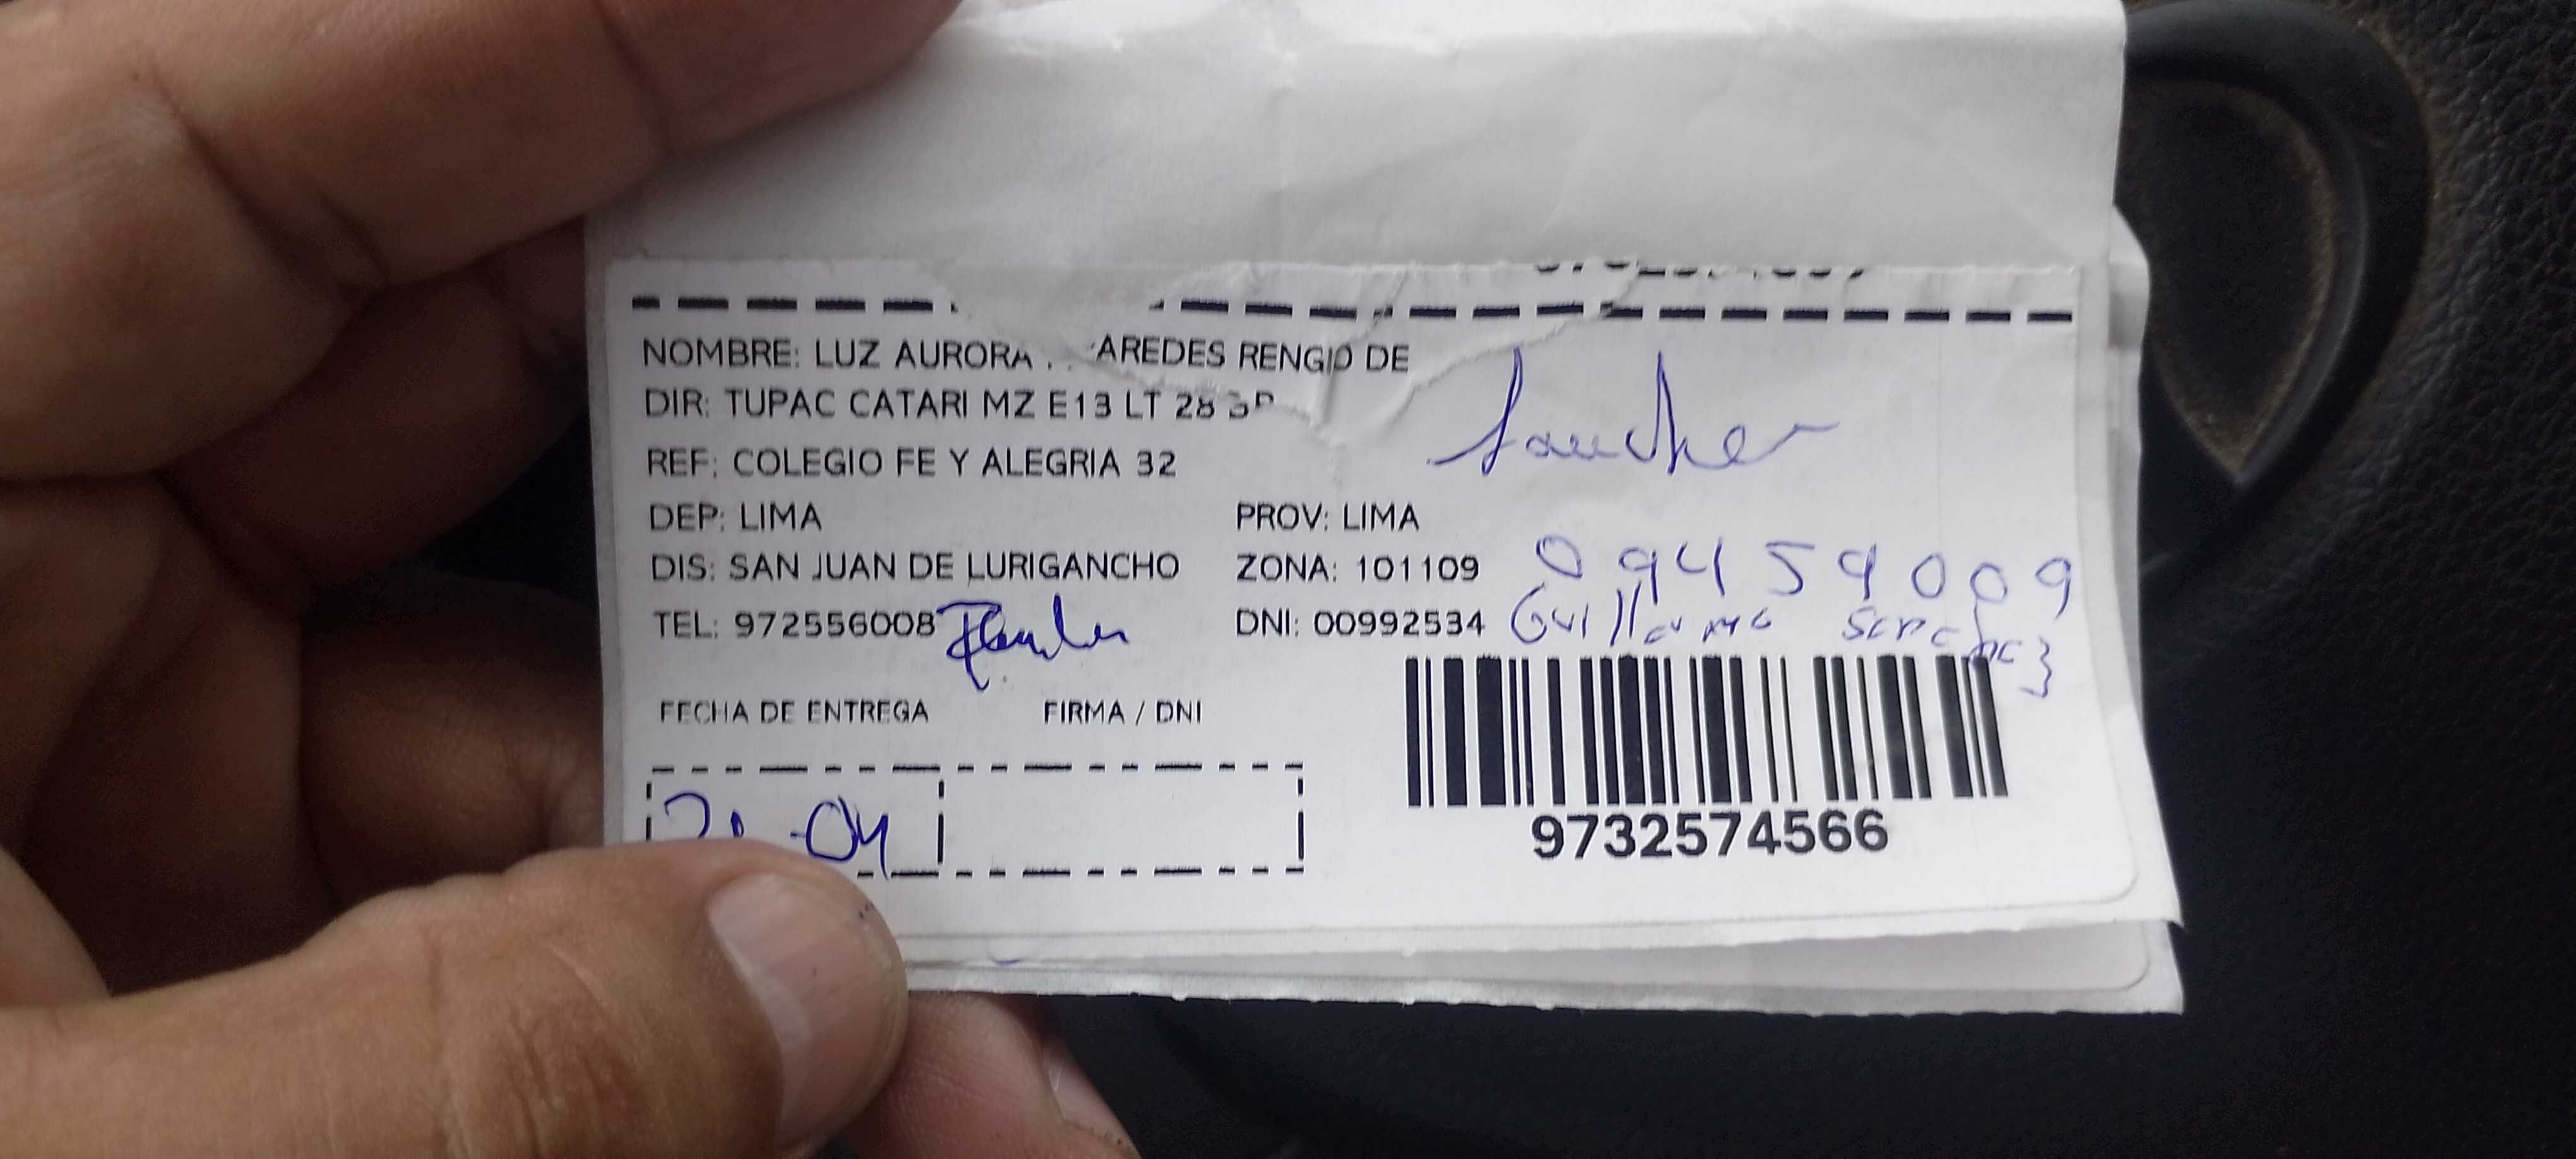 NOMBRE: LUZ AURORA AREDES RENGIO DE
DIR: TUPAC CATARI MZ E13 LT 28
REF: COLEGIO FE Y ALEGRIA 32
DEP: LIMA PROV: LIMA
DIS: SAN JUAN DE LURIGANCHO ZONA: 101109 09459009
TEL: 972556008 DNI: 00992534
FECHA DE ENTREGA FIRMA / DNI
-04
9732574566